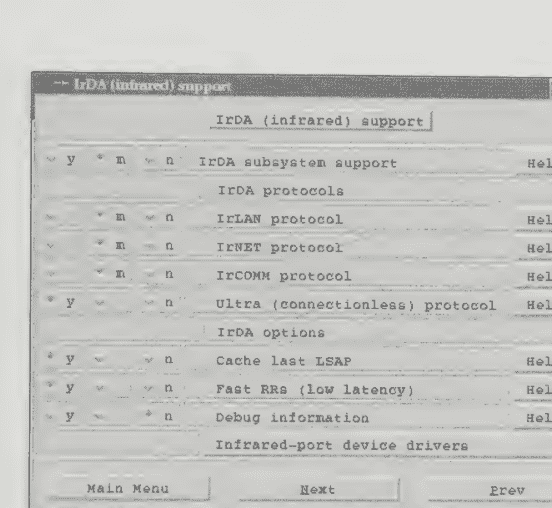 IrDA (infrared) support
IrDA (infrared) support
y m n IrDA subsystem support Hel
IrDA protocols
m n IrLAN protocol Hel
m n IrNET protocol Hel
m n IrCOMM protocol Hel
y n Ultra (connectionless) protocol Hel
IrDA options
y n Cache last LSAP Hel
y n Fast RRs (low latency) Hel
y n Debug information Hel
Infrared-port device drivers
Main Menu Next Prev